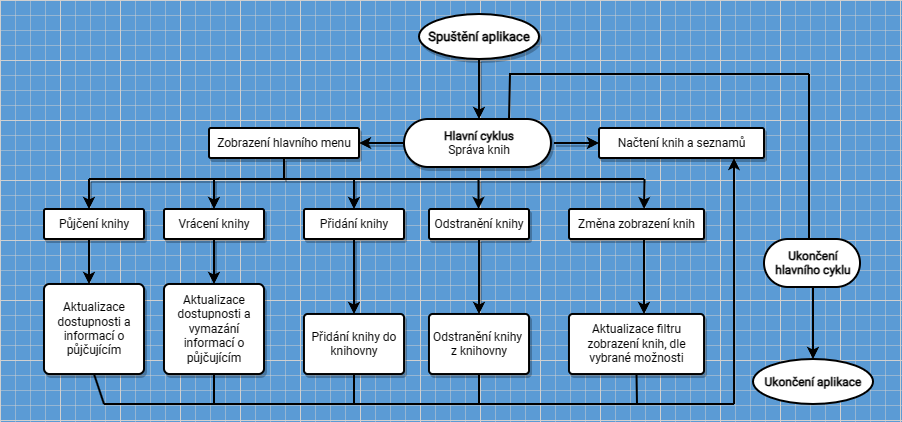 Spuštění aplikace
Hlavní cyklus
Správa knih
Zobrazení hlavního menu
Načtení knih a seznamů
Půjčení knihy
Vrácení knihy
Přidání knihy
Odstranění knihy
Změna zobrazení knih
Ukončení
hlavního cyklu
Aktualizace
dostupnosti a
informací o
půjčujícím
Aktualizace
dostupnosti a
vymazání
informací o
půjčujícím
Přidání knihy do
knihovny
Odstranění knihy
z knihovny
Aktualizace filtru
zobrazení knih, dle
vybrané možnosti
Ukončení aplikace